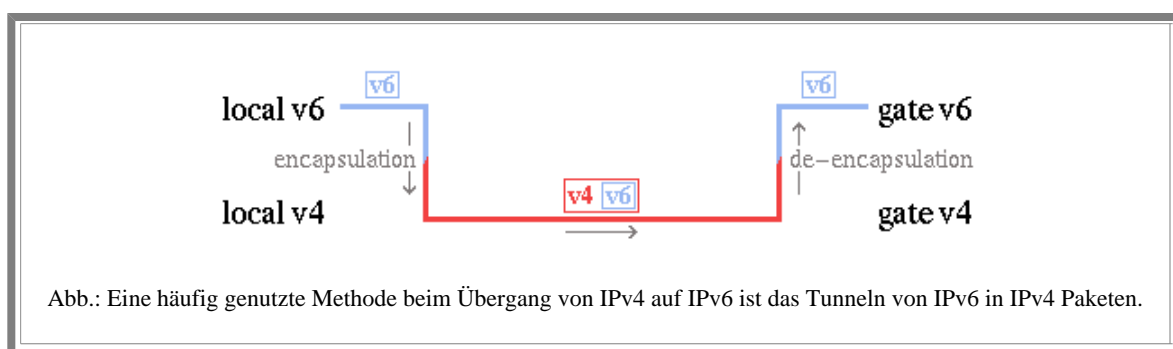 v6
v6
local v6
gate v6
encapsulation
de-encapsulation
v4 v6
local v4
gate v4
Abb.: Eine häufig genutzte Methode beim Übergang von IPv4 auf IPv6 ist das Tunneln von IPv6 in IPv4 Paketen.